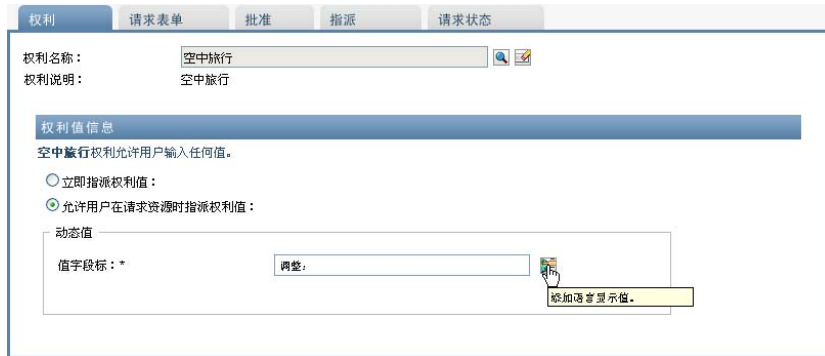 权利 请求表单 批准 指派 请求状态
权利名称： 空中旅行
权利说明： 空中旅行
权利值信息
空中旅行权利允许用户输入任何值。
立即指派权利值：
允许用户在请求资源时指派权利值：
动态值
值字段标：* 调整：
添加语言显示值。